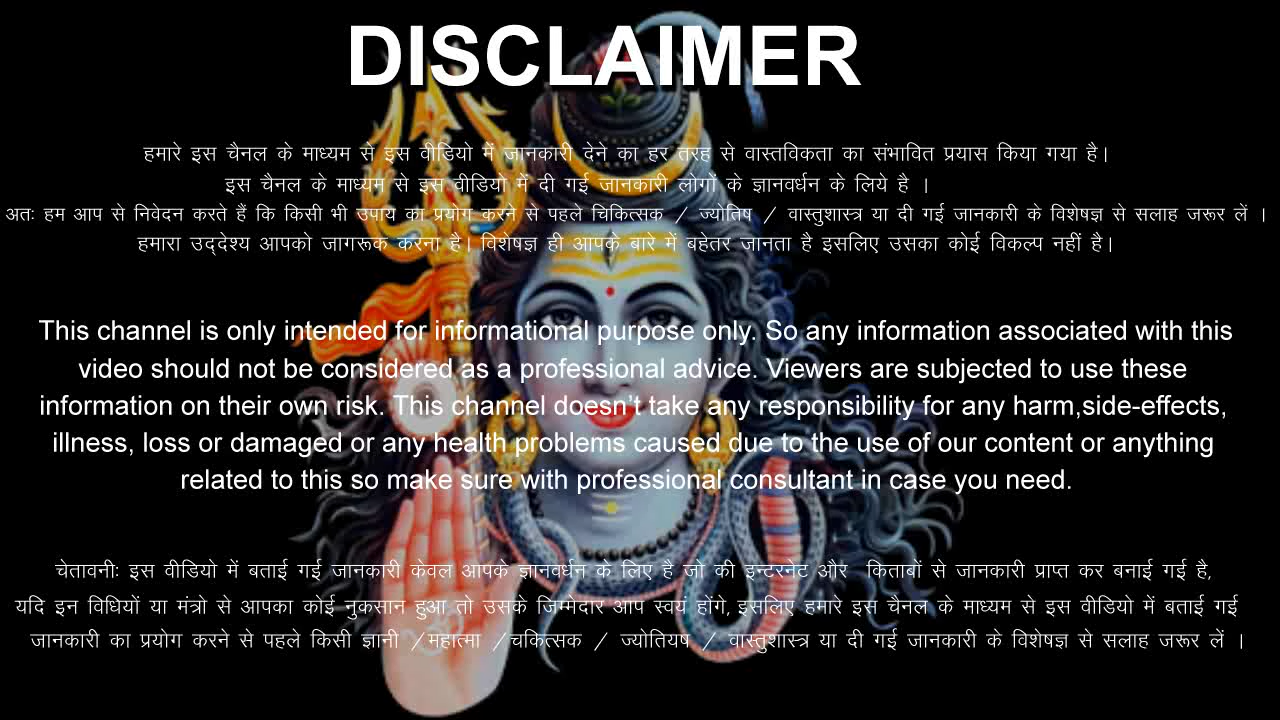 DISCLAIMER
हमारे इस चैनल के माध्यम से इस वीडियो में जानकारी देने का हर तरह से वास्तविकता का संभावित प्रयास किया गया है।
इस चैनल के माध्यम से इस वीडियो में दी गई जानकारी लोगों के ज्ञानवर्धन के लिये है ।
अतः हम आप से निवेदन करते हैं कि किसी भी उपाय का प्रयोग करने से पहले चिकित्सक / ज्योतिष / वास्तुशास्त्र या दी गई जानकारी के विशेषज्ञ से सलाह जरूर लें ।
हमारा उद्देश्य आपको जागरूक करना है। विशेषज्ञ ही आपके बारे में बहेतर जानता है इसलिए उसका कोई विकल्प नहीं है।
This channel is only intended for informational purpose only. So any information associated with this
video should not be considered as a professional advice. Viewers are subjected to use these
information on their own risk. This channel doesn't take any responsibility for any harm,side-effects,
illness, loss or damaged or any health problems caused due to the use of our content or anything
related to this so make sure with professional consultant in case you need.
चेतावनीः इस वीडियो में बताई गई जानकारी केवल आपके ज्ञानवर्धन के लिए है जो की इन्टरनेट और किताबों से जानकारी प्राप्त कर बनाई गई है,
यदि इन विधियों या मंत्रो से आपका कोई नुकसान हुआ तो उसके जिम्मेदार आप स्वयं होंगे, इसलिए हमारे इस चैनल के माध्यम से इस वीडियो में बताई गई
जानकारी का प्रयोग करने से पहले किसी ज्ञानी /महात्मा /चकित्सक / ज्योतियष / वास्तुशास्त्र या दी गई जानकारी के विशेषज्ञ से सलाह जरूर लें ।